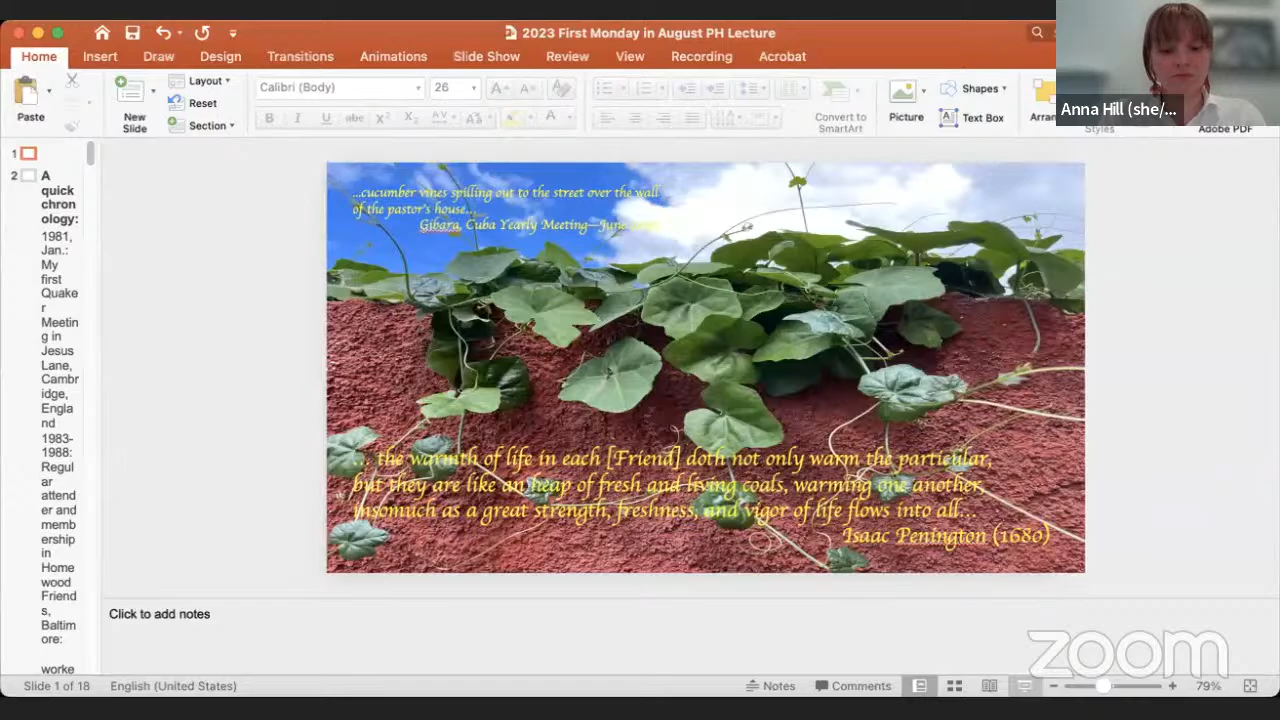 2023 First Monday in August PH Lecture
Home Insert Draw Design Transitions Animations Slide Show Review View Recording Acrobat
Paste
New
Slide
Layout
Reset
Section
Calibri (Body) 26
Convert to
SmartArt
Picture
Shapes
Text Box
Arran
Styles
Adobe PDF
Anna Hill (she/...
1
2 A
quick
chron
ology:
1981,
Jan.:
My
first
Quake
r
Meetin
g in
Jesus
Lane,
Cambr
idge,
Engla
nd
1983-
1988:
Regul
ar
attend
er and
memb
ership
in
Home
wood
Friend
s,
Baltim
ore:
worke
...cucumber vines spilling out to the street over the wall
of the pastor's house...
Gibara, Cuba Yearly Meeting—June
... the warmth of life in each [Friend] doth not only warm the particular,
but they are like an heap of fresh and living coals, warming one another,
insomuch as a great strength, freshness, and vigor of life flows into all...
Isaac Penington (1680)
Click to add notes
zoom
Slide 1 of 18 English (United States) Notes Comments 79%